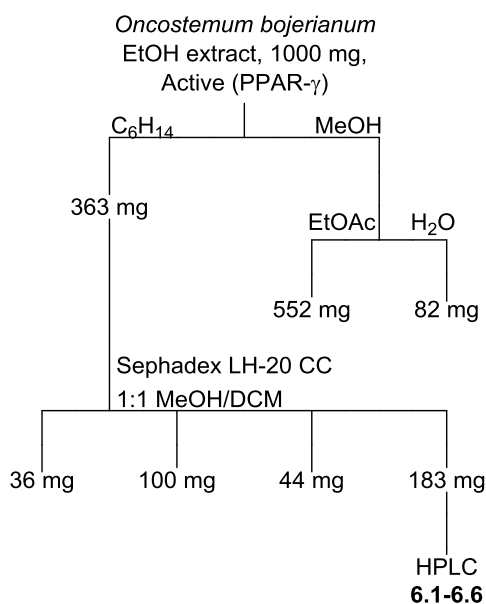 Oncostemum bojerianum
EtOH extract, 1000 mg,
Active (PPAR-γ)
C₆H₁₄ MeOH
363 mg
EtOAc H₂O
552 mg 82 mg
Sephadex LH-20 CC
1:1 MeOH/DCM
36 mg 100 mg 44 mg 183 mg
HPLC
6.1-6.6